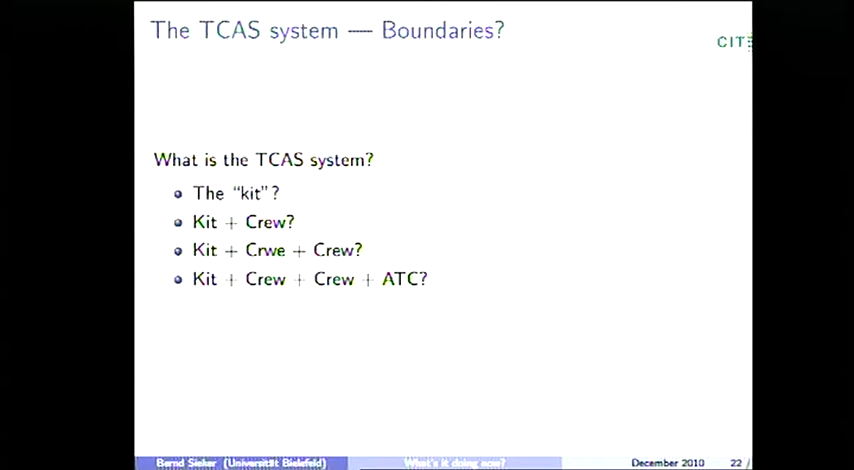 The TCAS system — Boundaries?
CITE
What is the TCAS system?
The “kit”?
Kit + Crew?
Kit + Crwe + Crew?
Kit + Crew + Crew + ATC?
Bernd Sieker (Universität Bielefeld) What's it doing now? December 2010 22 /